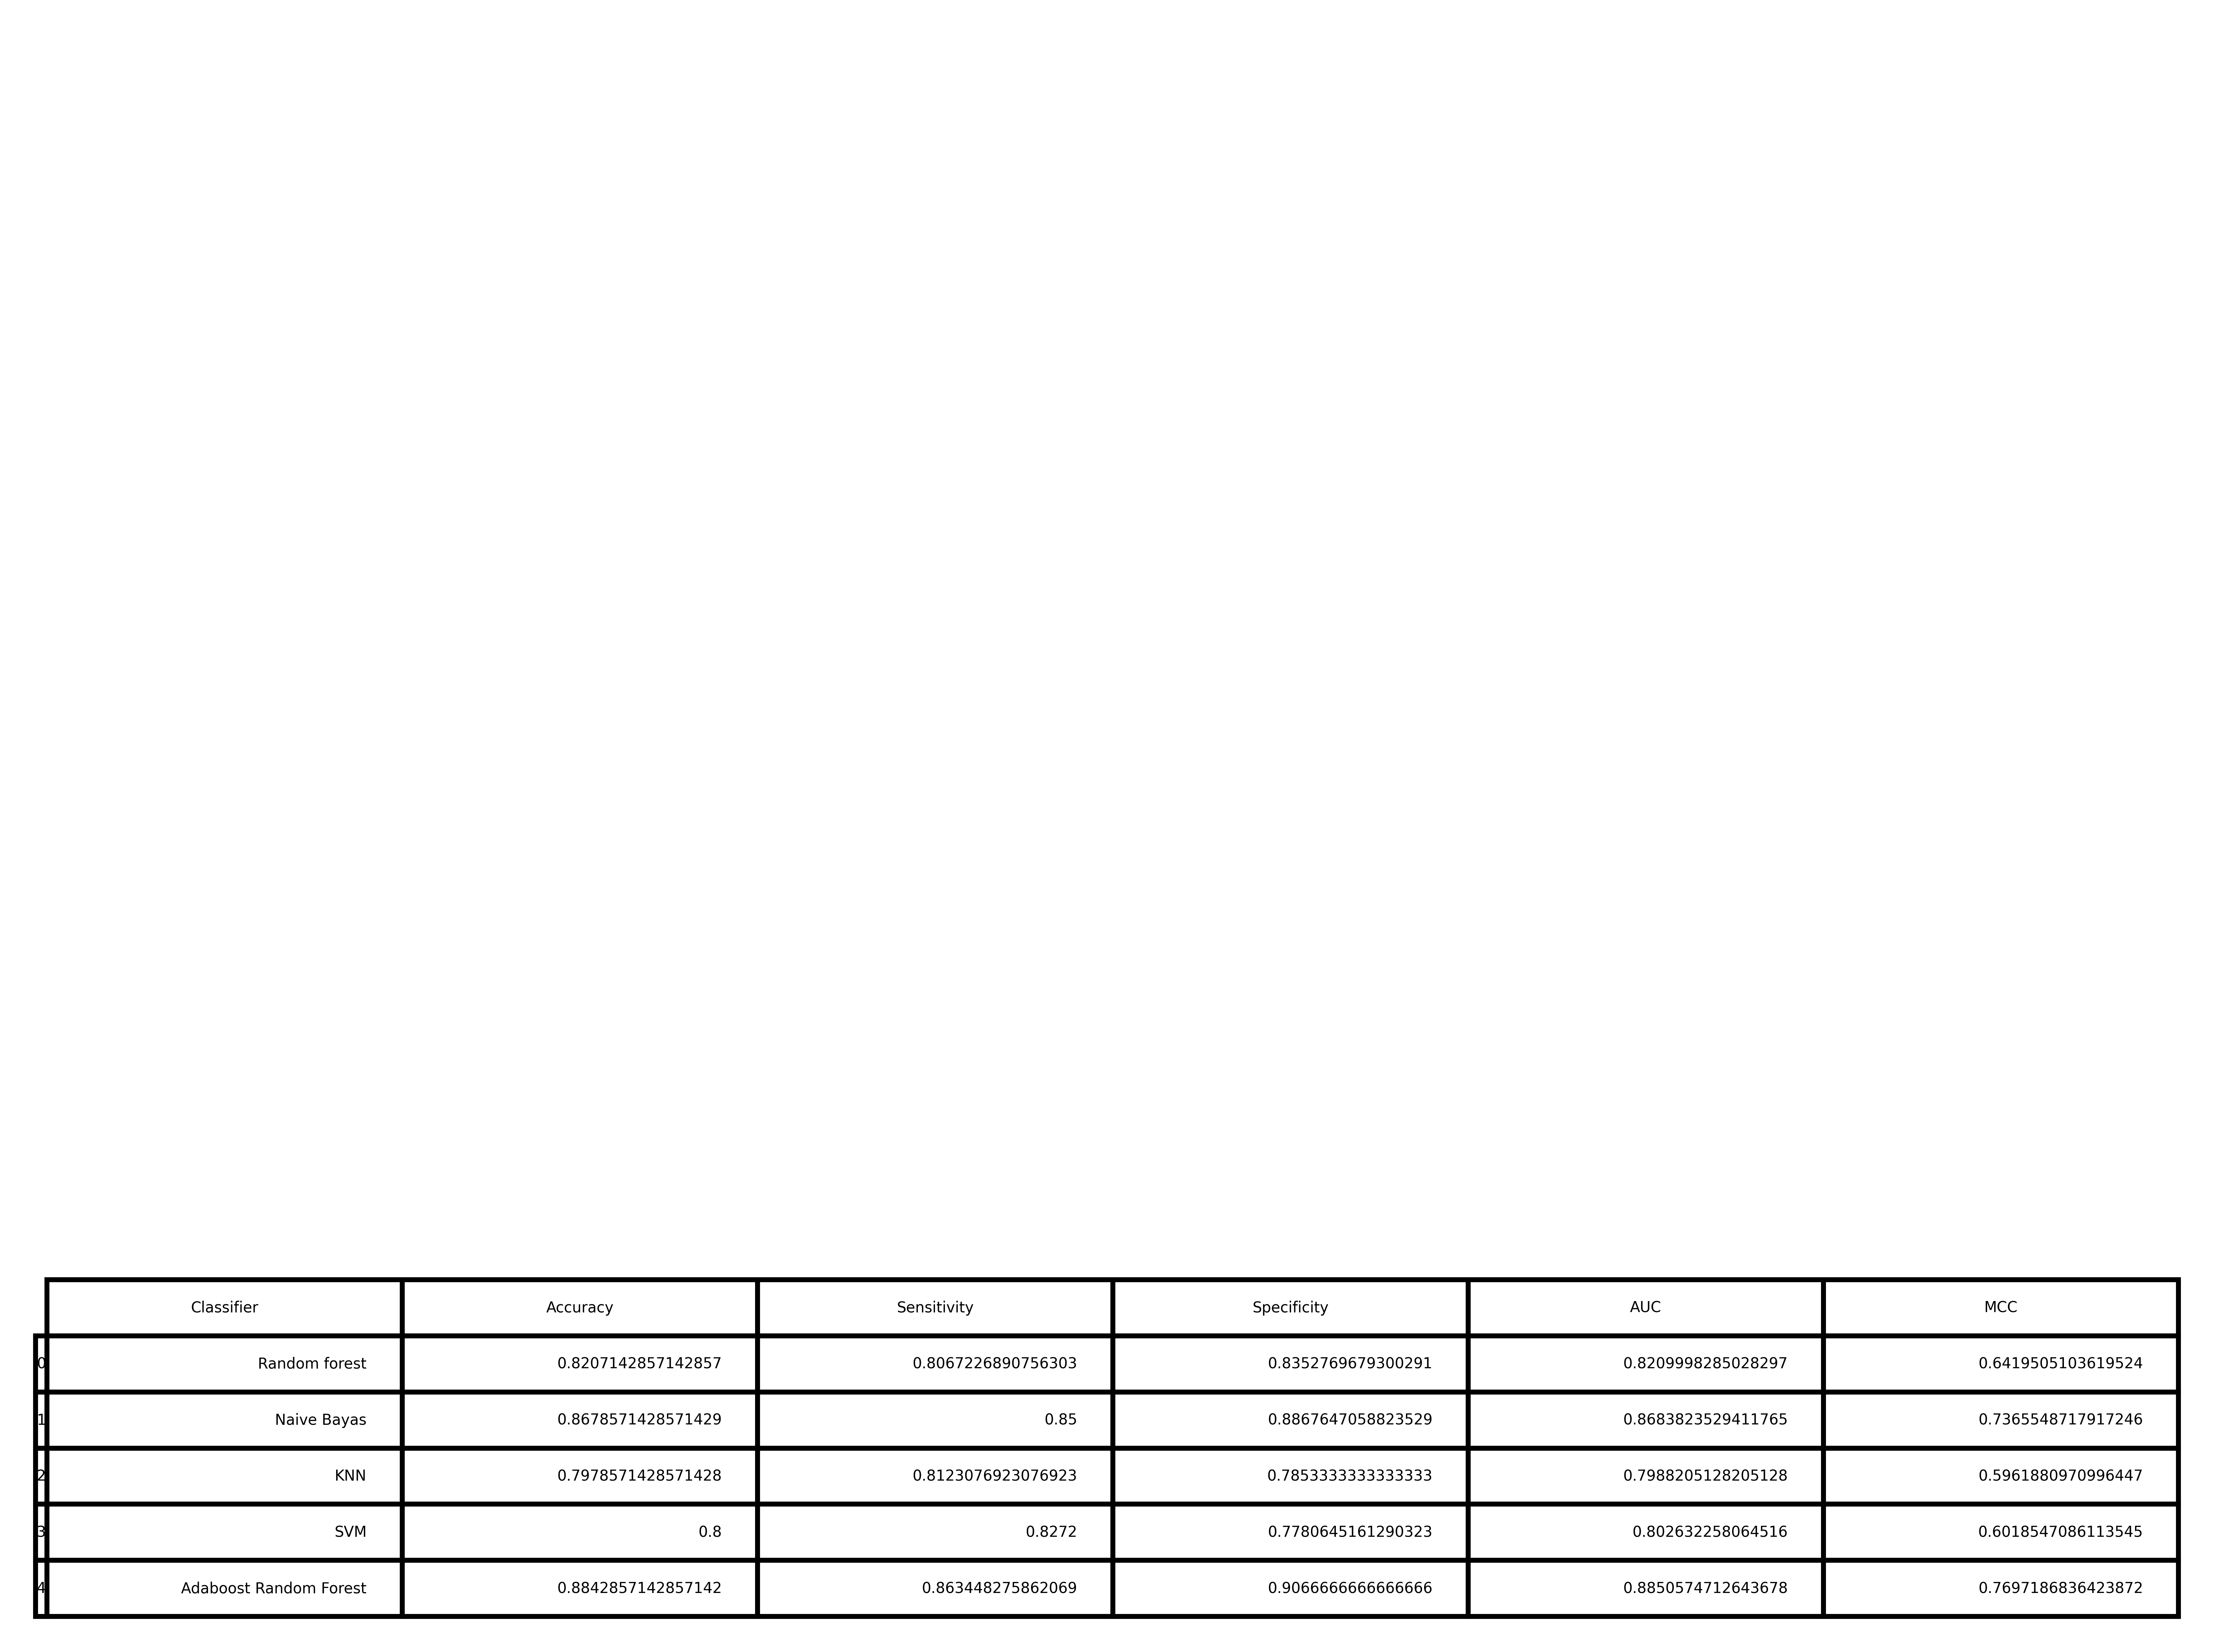 Classifier Accuracy Sensitivity Specificity AUC MCC
0 Random forest 0.8207142857142857 0.8067226890756303 0.8352769679300291 0.8209998285028297 0.6419505103619524
1 Naive Bayas 0.8678571428571429 0.85 0.8867647058823529 0.8683823529411765 0.7365548717917246
2 KNN 0.7978571428571428 0.8123076923076923 0.7853333333333333 0.7988205128205128 0.5961880970996447
3 SVM 0.8 0.8272 0.7780645161290323 0.802632258064516 0.6018547086113545
4 Adaboost Random Forest 0.8842857142857142 0.863448275862069 0.9066666666666666 0.8850574712643678 0.7697186836423872